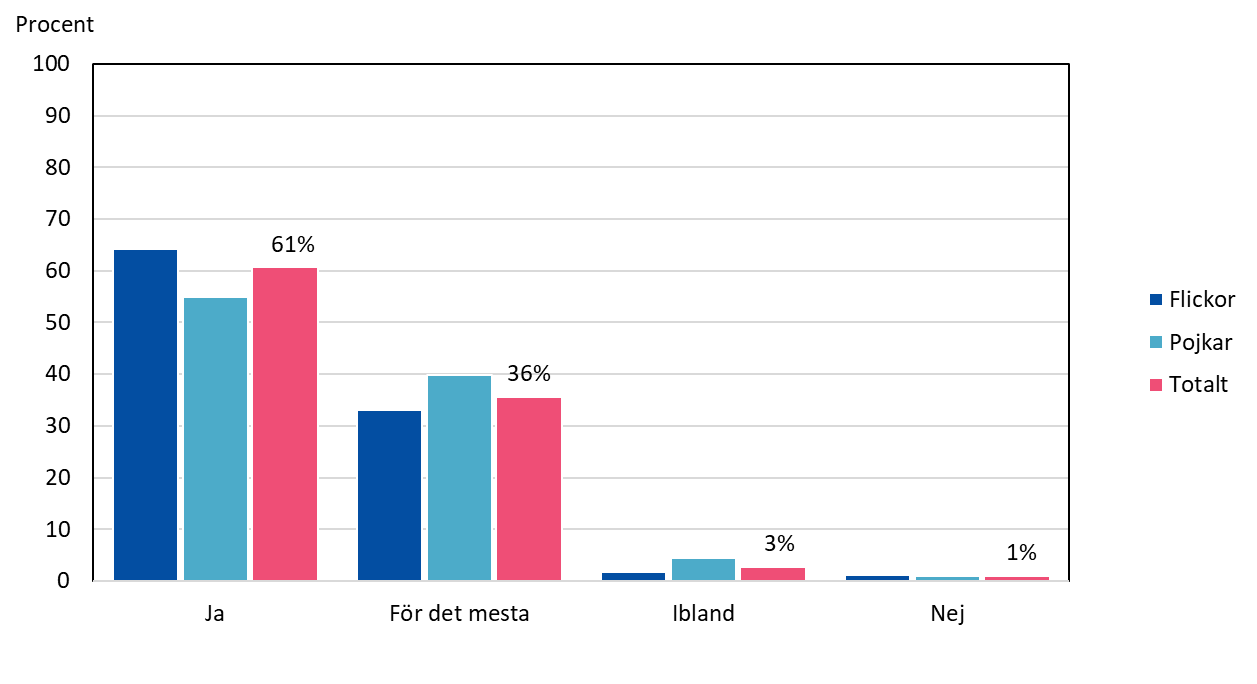 Procent
100
90
80
70
60
50
40
30
20
10
0
61%
36%
3%
1%
Ja
För det mesta
Ibland
Nej
Flickor
Pojkar
Totalt